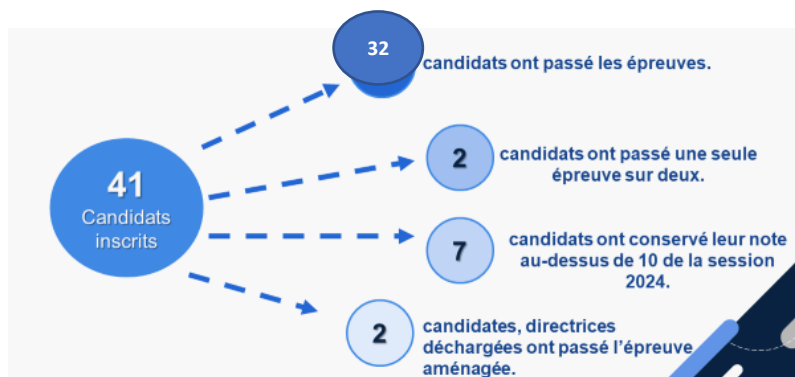 32
candidats ont passé les épreuves.
41
Candidats
inscrits
2
candidats ont passé une seule
épreuve sur deux.
7
candidats ont conservé leur note
au-dessus de 10 de la session
2024.
2
candidates, directrices
déchargées ont passé l'épreuve
aménagée.